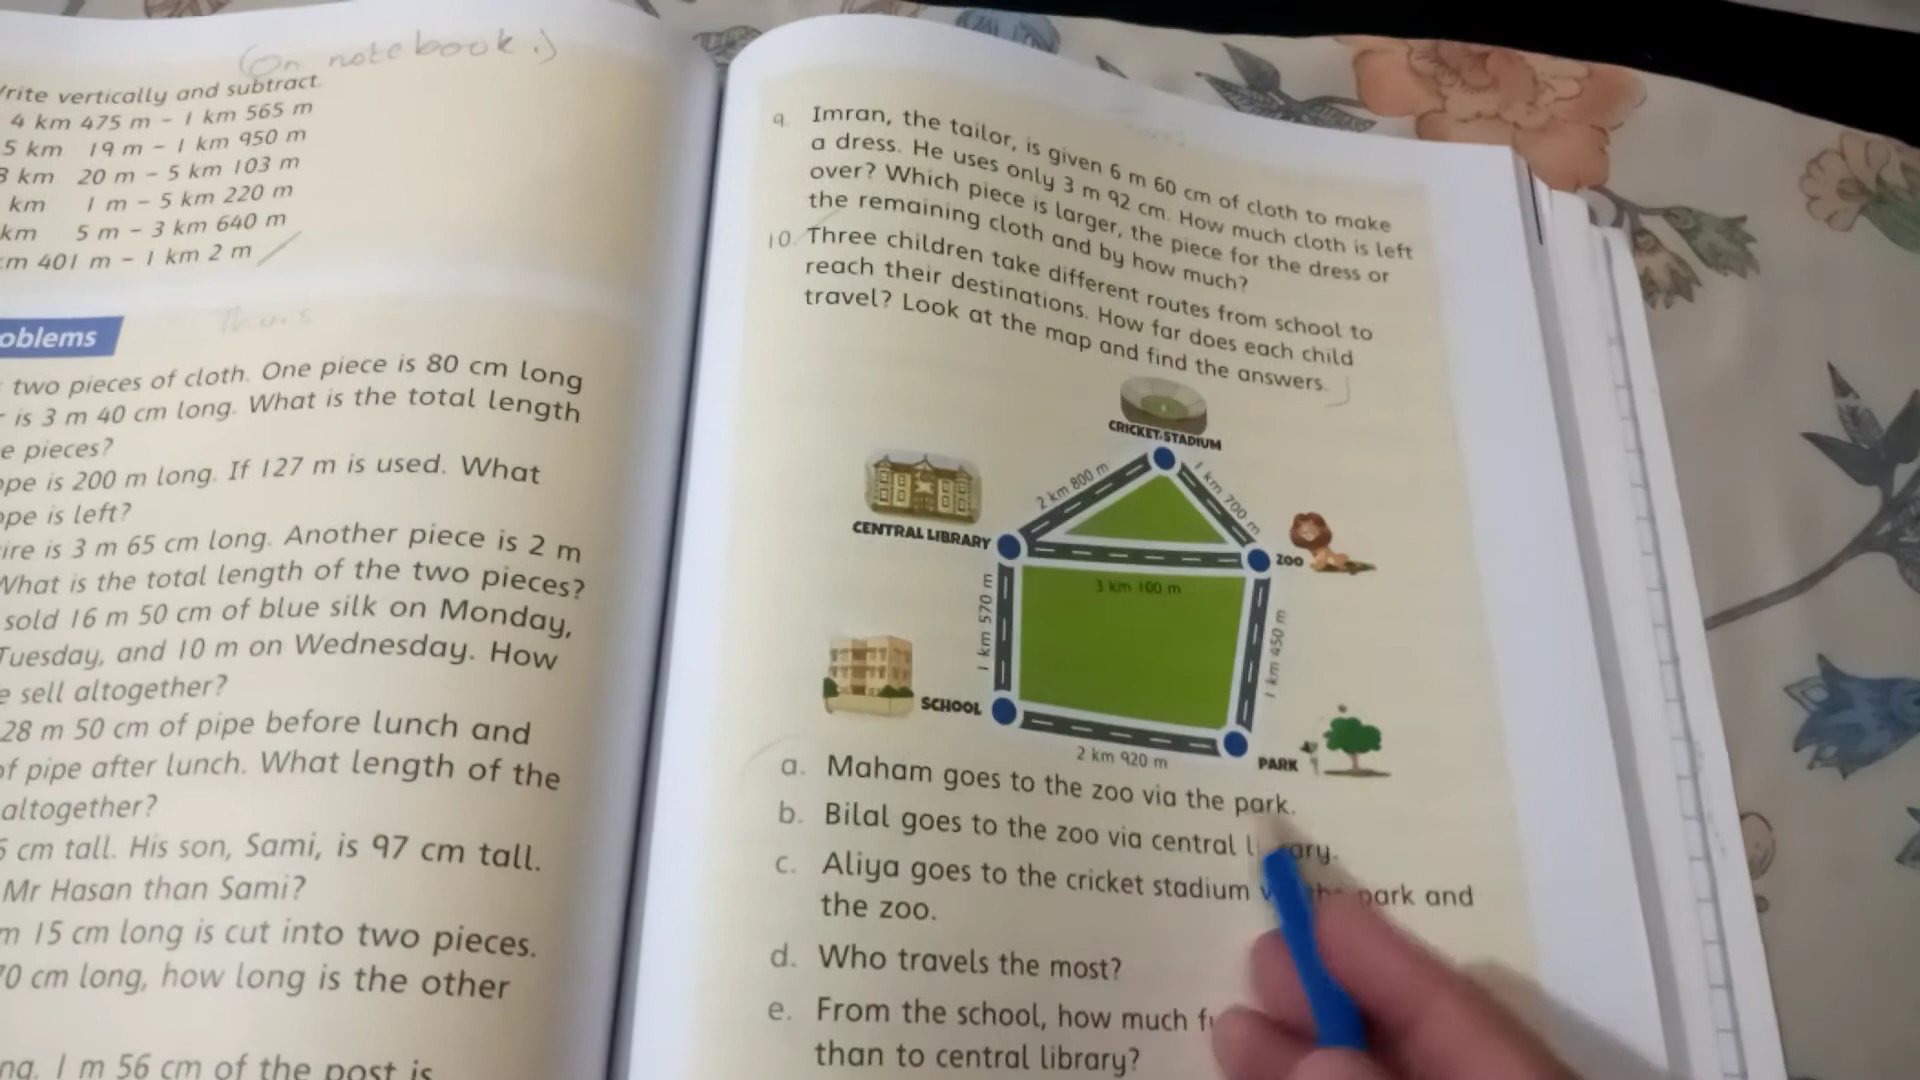 (On notebook.)
rite vertically and subtract.
4 km 475 m - 1 km 565 m
5 km 19 m - 1 km 950 m
km 20 m - 5 km 103 m
km 1 m - 5 km 220 m
km 5 m - 3 km 640 m
m 401 m - 1 km 2 m
oblems
two pieces of cloth. One piece is 80 cm long
is 3 m 40 cm long. What is the total length
e pieces?
ope is 200 m long. If 127 m is used. What
ope is left?
ire is 3 m 65 cm long. Another piece is 2 m
What is the total length of the two pieces?
sold 16 m 50 cm of blue silk on Monday,
Tuesday, and 10 m on Wednesday. How
e sell altogether?
28 m 50 cm of pipe before lunch and
of pipe after lunch. What length of the
altogether?
cm tall. His son, Sami, is 97 cm tall.
Mr Hasan than Sami?
m 15 cm long is cut into two pieces.
70 cm long, how long is the other
ng. 1 m 56 cm of the post is
9. Imran, the tailor, is given 6 m 60 cm of cloth to make
a dress. He uses only 3 m 92 cm. How much cloth is left
over? Which piece is larger, the piece for the dress or
the remaining cloth and by how much?
10. Three children take different routes from school to
reach their destinations. How far does each child
travel? Look at the map and find the answers.
CRICKET STADIUM
2 km 800 m
1 km 700 m
CENTRAL LIBRARY
ZOO
3 km 100 m
1 km 570 m
1 km 450 m
SCHOOL
2 km 920 m
PARK
a. Maham goes to the zoo via the park.
b. Bilal goes to the zoo via central library.
c. Aliya goes to the cricket stadium via the park and
the zoo.
d. Who travels the most?
e. From the school, how much f
than to central library?